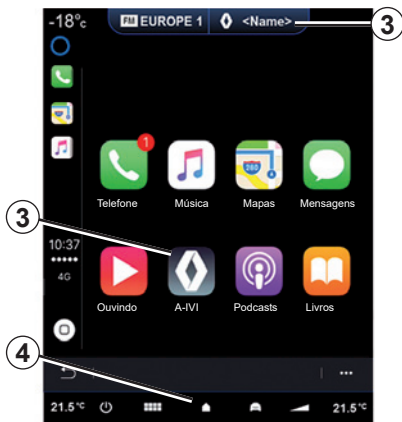 -18°c FM EUROPE 1 <Name> 3
1
Telefone Música Mapas Mensagens
280
3
10:37
4G
Ouvindo A-IVI Podcasts Livros
4
•••
21.5°c 21.5°c